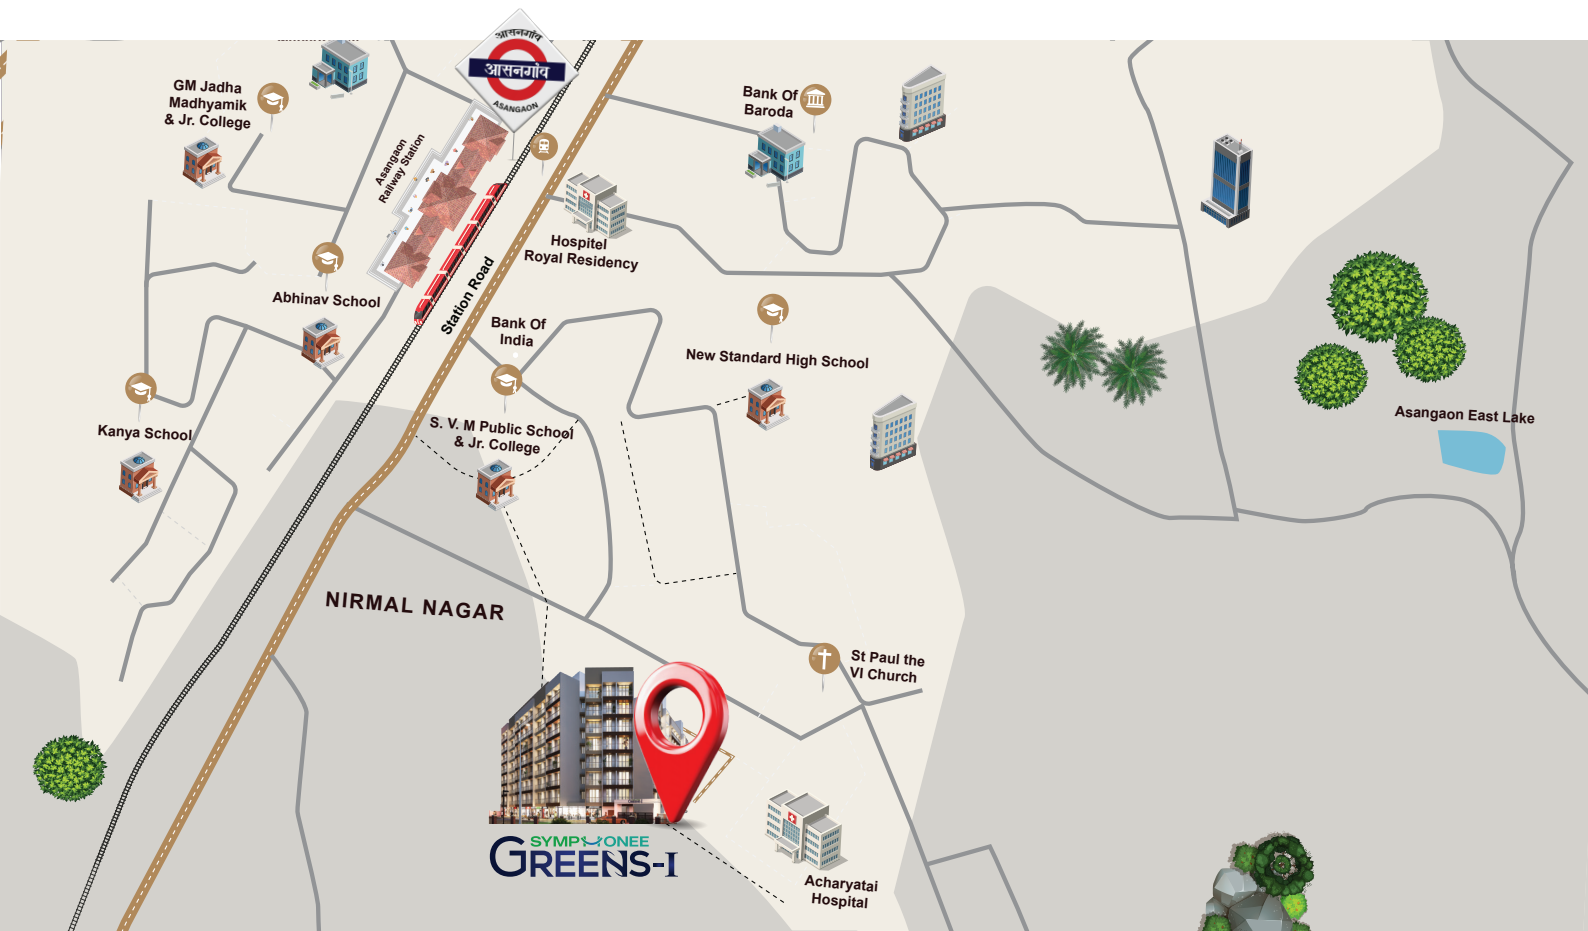 आसनगाँव
आसनगाँव
ASANGAON
GM Jadha
Madhyamik
& Jr. College
Asangaon
Railway Station
Bank Of
Baroda
Hospitel
Royal Residency
Abhinav School
Station Road
Bank Of
India
New Standard High School
Kanya School
S. V. M Public School
& Jr. College
Asangaon East Lake
NIRMAL NAGAR
St Paul the
VI Church
SYMPHONEE
GREENS-I
Acharyatai
Hospital